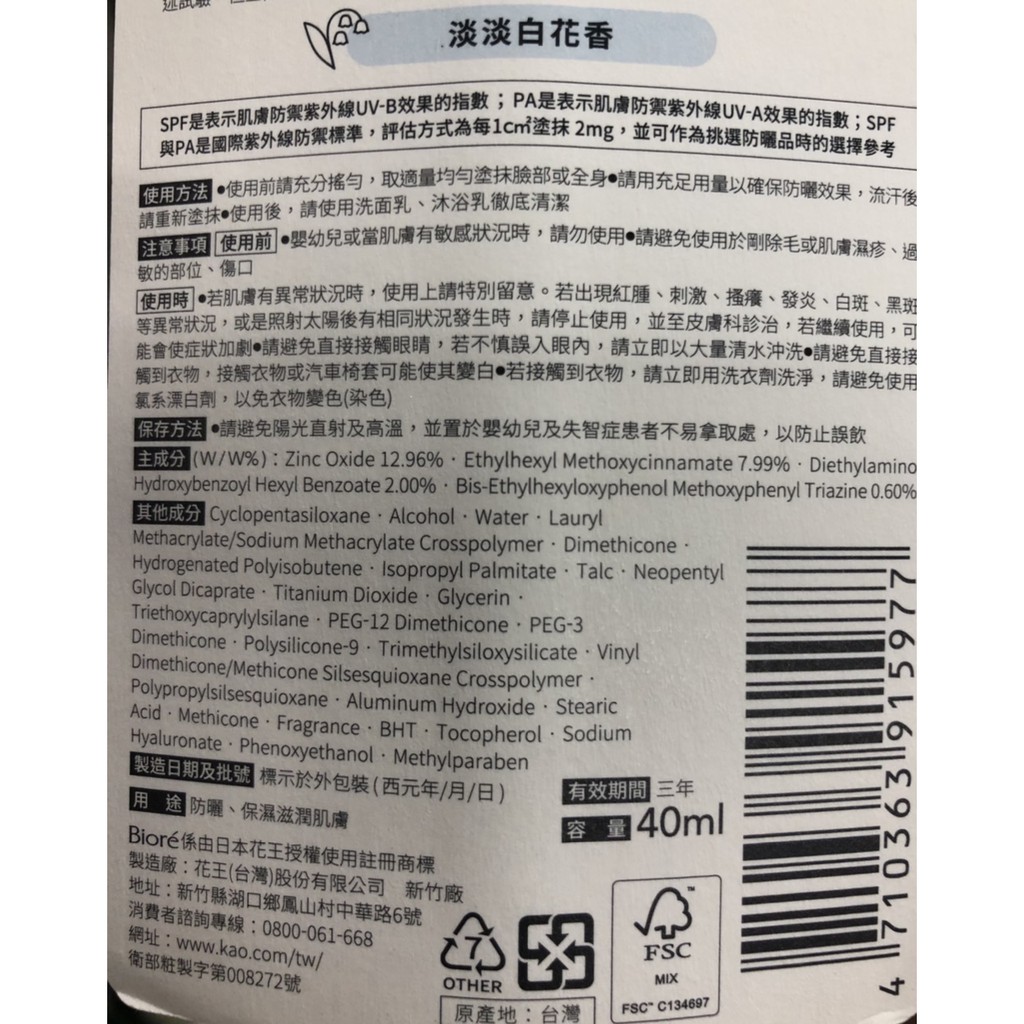 淡淡白花香
SPF是表示肌膚防禦紫外線UV-B效果的指數；PA是表示肌膚防禦紫外線UV-A效果的指數；SPF
與PA是國際紫外線防禦標準，評估方式為每1c㎡塗抹 2mg，並可作為挑選防曬品時的選擇參考
使用方法 ●使用前請充分搖勻，取適量均勻塗抹臉部或全身●請用充足用量以確保防曬效果，流汗後
請重新塗抹●使用後，請使用洗面乳、沐浴乳徹底清潔
注意事項 使用前 ●嬰幼兒或當肌膚有敏感狀況時，請勿使用●請避免使用於剛除毛或肌膚濕疹、過
敏的部位、傷口
使用時 ●若肌膚有異常狀況時，使用上請特別留意。若出現紅腫、刺激、搔癢、發炎、白斑、黑斑
等異常狀況，或是照射太陽後有相同狀況發生時，請停止使用，並至皮膚科診治，若繼續使用，可
能會使症狀加劇●請避免直接接觸眼睛，若不慎誤入眼內，請立即以大量清水沖洗●請避免直接接
觸到衣物，接觸衣物或汽車椅套可能使其變白●若接觸到衣物，請立即用洗衣劑洗淨，請避免使用
氯系漂白劑，以免衣物變色(染色)
保存方法 ●請避免陽光直射及高溫，並置於嬰幼兒及失智症患者不易拿取處，以防止誤飲
主成分 (W/W%)：Zinc Oxide 12.96%．Ethylhexyl Methoxycinnamate 7.99%．Diethylamino
Hydroxybenzoyl Hexyl Benzoate 2.00%．Bis-Ethylhexyloxyphenol Methoxyphenyl Triazine 0.60%
其他成分 Cyclopentasiloxane．Alcohol．Water．Lauryl
Methacrylate/Sodium Methacrylate Crosspolymer．Dimethicone．
Hydrogenated Polyisobutene．Isopropyl Palmitate．Talc．Neopentyl
Glycol Dicaprate．Titanium Dioxide．Glycerin．
Triethoxycaprylylsilane．PEG-12 Dimethicone．PEG-3
Dimethicone．Polysilicone-9．Trimethylsiloxysilicate．Vinyl
Dimethicone/Methicone Silsesquioxane Crosspolymer．
Polypropylsilsesquioxane．Aluminum Hydroxide．Stearic
Acid．Methicone．Fragrance．BHT．Tocopherol．Sodium
Hyaluronate．Phenoxyethanol．Methylparaben
製造日期及批號 標示於外包裝(西元年/月/日)
有效期間 三年
用 途 防曬、保濕滋潤肌膚
容 量 40ml
Bioré係由日本花王授權使用註冊商標
製造廠：花王(台灣)股份有限公司 新竹廠
地址：新竹縣湖口鄉鳳山村中華路6號
消費者諮詢專線：0800-061-668
網址：www.kao.com/tw/
衛部粧製字第008272號
7
OTHER
原產地：台灣
FSC
MIX
FSC™ C134697
4710363915977